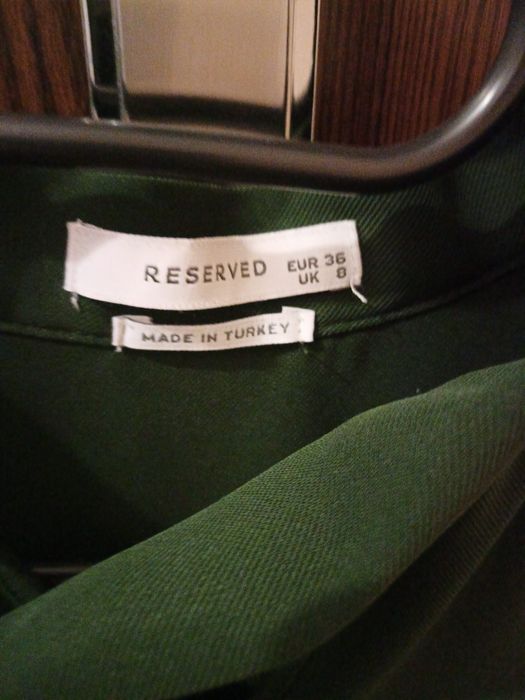 RESERVED
EUR 36
UK 8
MADE IN TURKEY